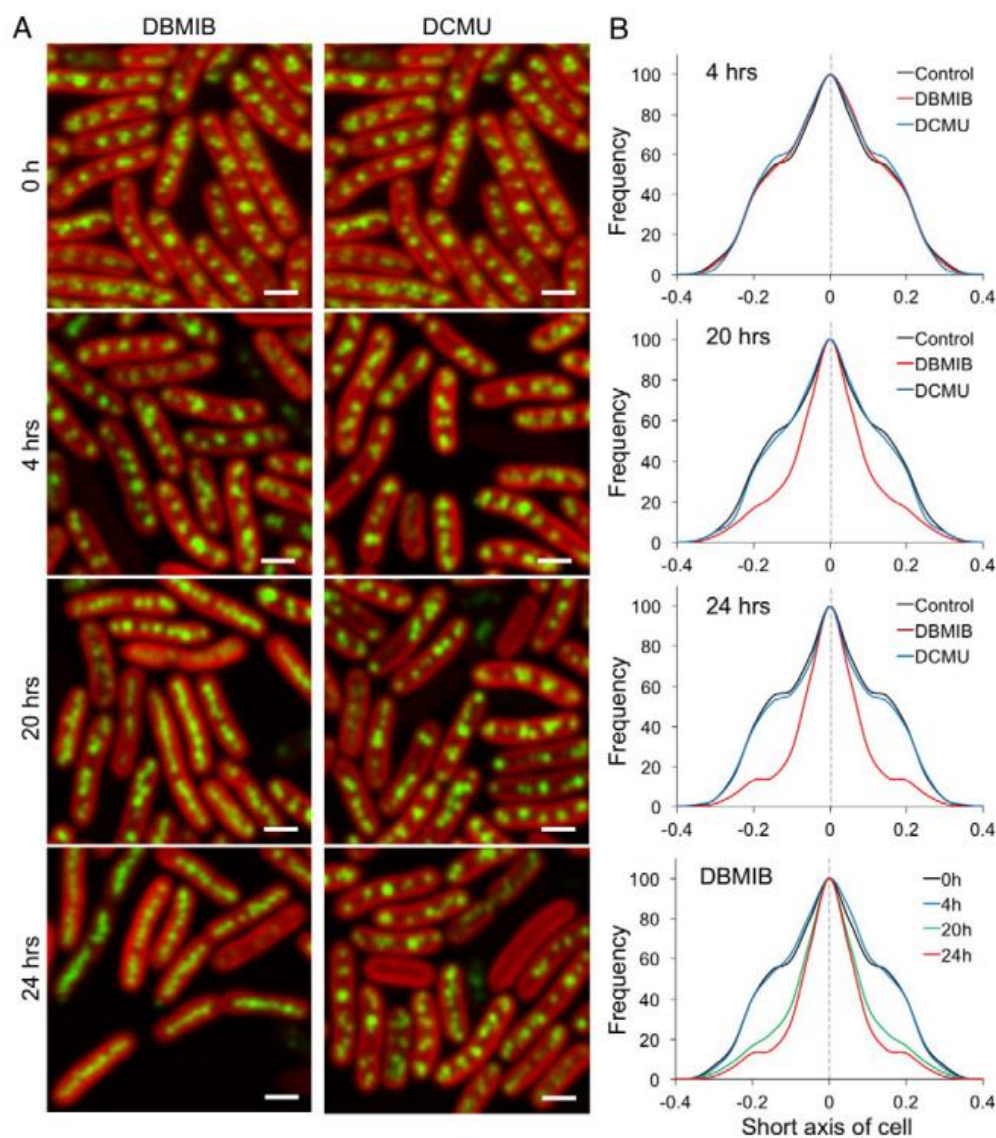 A
DBMIB
DCMU
0 h
4 hrs
20 hrs
24 hrs
B
4 hrs
Control
DBMIB
DCMU
Frequency
100
80
60
40
20
0
-0.4
-0.2
0
0.2
0.4
20 hrs
Control
DBMIB
DCMU
Frequency
100
80
60
40
20
0
-0.4
-0.2
0
0.2
0.4
24 hrs
Control
DBMIB
DCMU
Frequency
100
80
60
40
20
0
-0.4
-0.2
0
0.2
0.4
DBMIB
0h
4h
20h
24h
Frequency
100
80
60
40
20
0
-0.4
-0.2
0
0.2
0.4
Short axis of cell